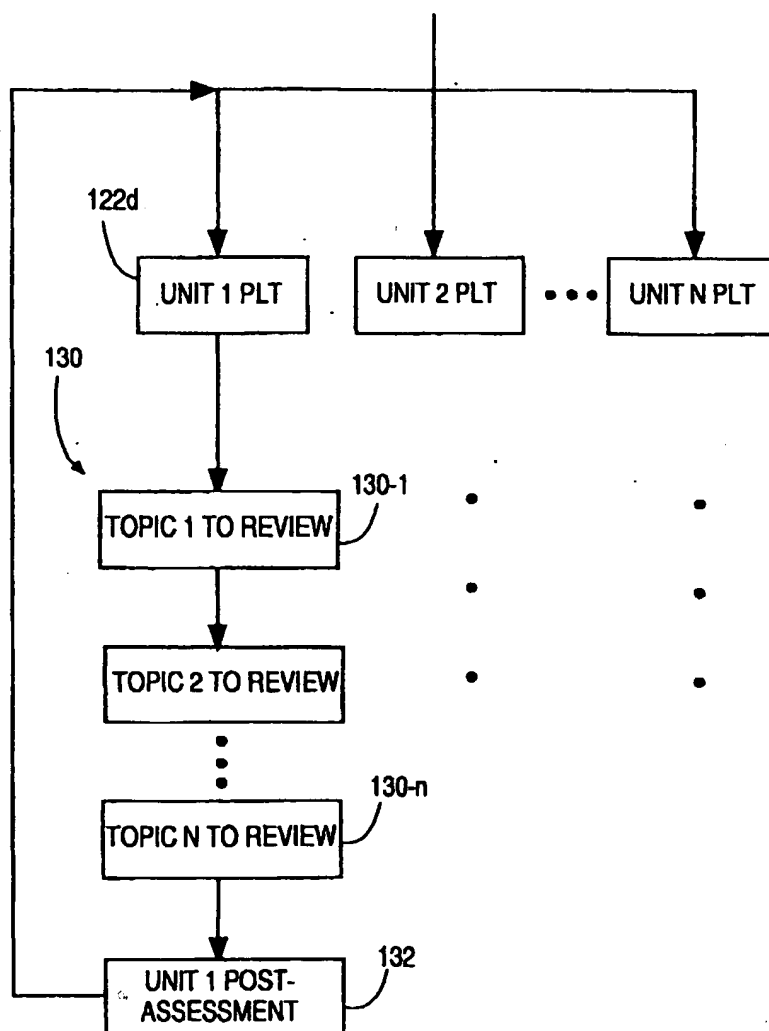 122d
UNIT 1 PLT
UNIT 2 PLT
UNIT N PLT
130
130-1
TOPIC 1 TO REVIEW
TOPIC 2 TO REVIEW
130-n
TOPIC N TO REVIEW
UNIT 1 POST-
ASSESSMENT
132